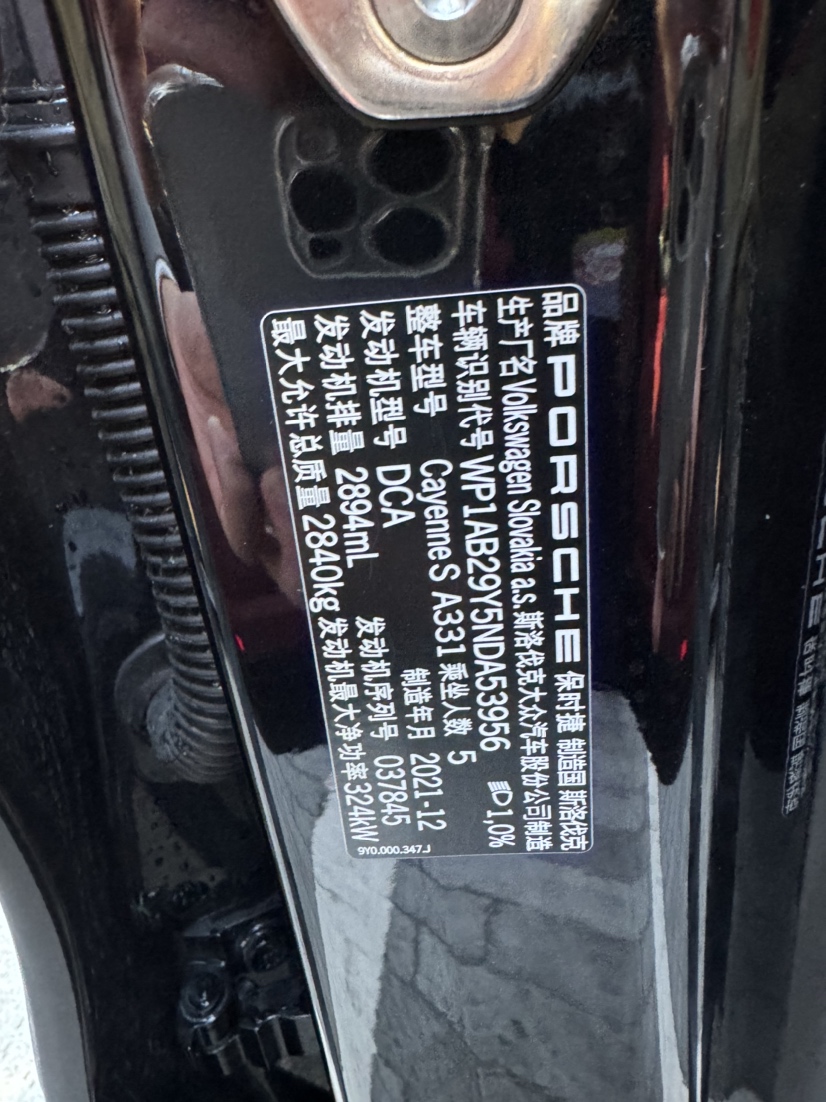 品牌 PORSCHE 保时捷 制造国 斯洛伐克
生产厂名 Volkswagen Slovakia a.s. 斯洛伐克大众汽车股份公司制造
车辆识别代号 WP1AB29Y5NDA53956 1,0%
整车型号 Cayenne S A331 乘坐人数 5
发动机型号 DCA 制造年月 2021-12
发动机排量 2894mL 发动机序列号 037845
最大允许总质量 2840kg 发动机最大净功率 324kW
9Y0.000.347.J